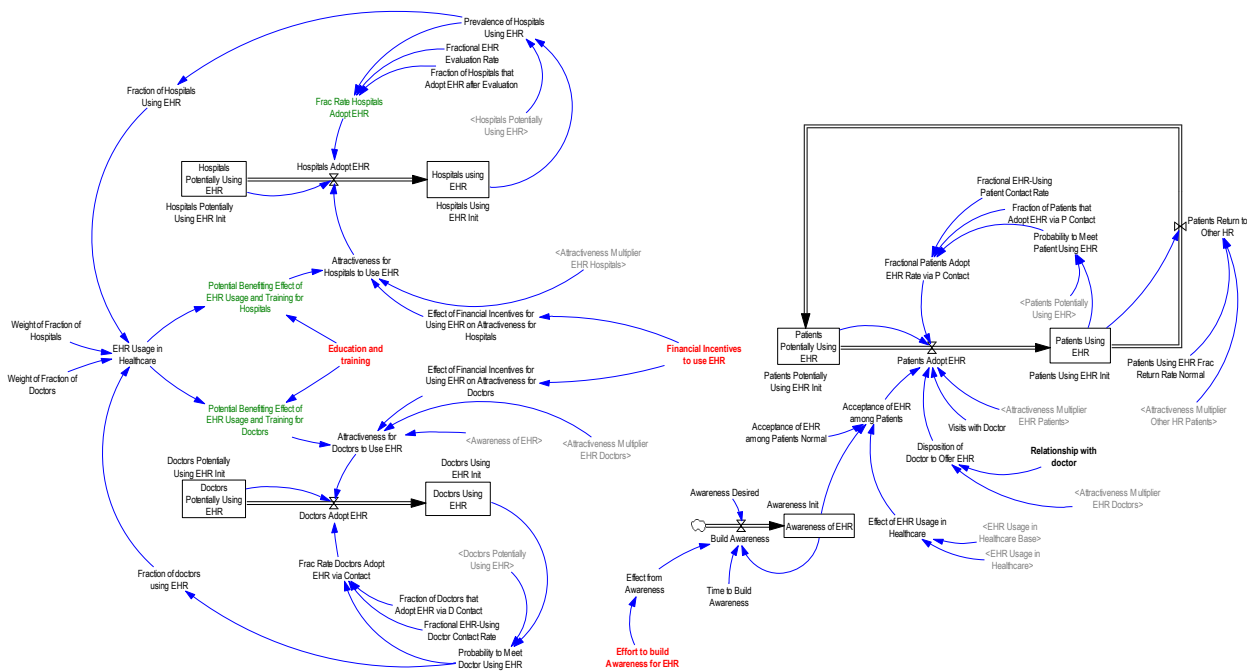 Prevalence of Hospitals
Using EHR
Fractional EHR
Evaluation Rate
Fraction of Hospitals that
Adopt EHR after Evaluation
Fraction of Hospitals
Using EHR
Frac Rate Hospitals
Adopt EHR
<Hospitals Potentially
Using EHR>
Hospitals Adopt EHR
Hospitals
Potentially Using
EHR
Hospitals using
EHR
Hospitals Potentially
Using EHR Init
Hospitals Using
EHR Init
Attractiveness for
Hospitals to Use EHR
<Attractiveness Multiplier
EHR Hospitals>
Potential Benefiting Effect of
EHR Usage and Training for
Hospitals
Effect of Financial Incentives for
Using EHR on Attractiveness for
Hospitals
Weight of Fraction of
Hospitals
EHR Usage in
Healthcare
Education and
training
Financial Incentives
to use EHR
Weight of Fraction of
Doctors
Effect of Financial Incentives for
Using EHR on Attractiveness for
Doctors
Potential Benefiting Effect of
EHR Usage and Training for
Doctors
Attractiveness for
Doctors to Use EHR
<Awareness of EHR>
<Attractiveness Multiplier
EHR Doctors>
Doctors Potentially
Using EHR Init
Doctors Using
EHR Init
Doctors
Potentially Using
EHR
Doctors Using
EHR
Doctors Adopt EHR
<Doctors Potentially
Using EHR>
Frac Rate Doctors Adopt
EHR via Contact
Fraction of doctors
using EHR
Fraction of Doctors that
Adopt EHR via D Contact
Fractional EHR-Using
Doctor Contact Rate
Probability to Meet
Doctor Using EHR
Fractional EHR-Using
Patient Contact Rate
Fraction of Patients that
Adopt EHR via P Contact
Probability to Meet
Patient Using EHR
Patients Return to
Other HR
Fractional Patients Adopt
EHR Rate via P Contact
<Patients Potentially
Using EHR>
Patients
Potentially Using
EHR
Patients Using
EHR
Patients Adopt EHR
Patients Potentially
Using EHR Init
Patients Using EHR Init
Patients Using EHR Frac
Return Rate Normal
Acceptance of EHR
among Patients
<Attractiveness Multiplier
EHR Patients>
<Attractiveness Multiplier
Other HR Patients>
Acceptance of EHR
among Patients Normal
Visits with Doctor
Disposition of
Doctor to Offer EHR
Relationship with
doctor
Awareness Desired
Awareness Init
<Attractiveness Multiplier
EHR Doctors>
Build Awareness
Awareness of EHR
Effect of EHR Usage in
Healthcare
<EHR Usage in
Healthcare Base>
<EHR Usage in
Healthcare>
Effect from
Awareness
Time to Build
Awareness
Effort to build
Awareness for EHR